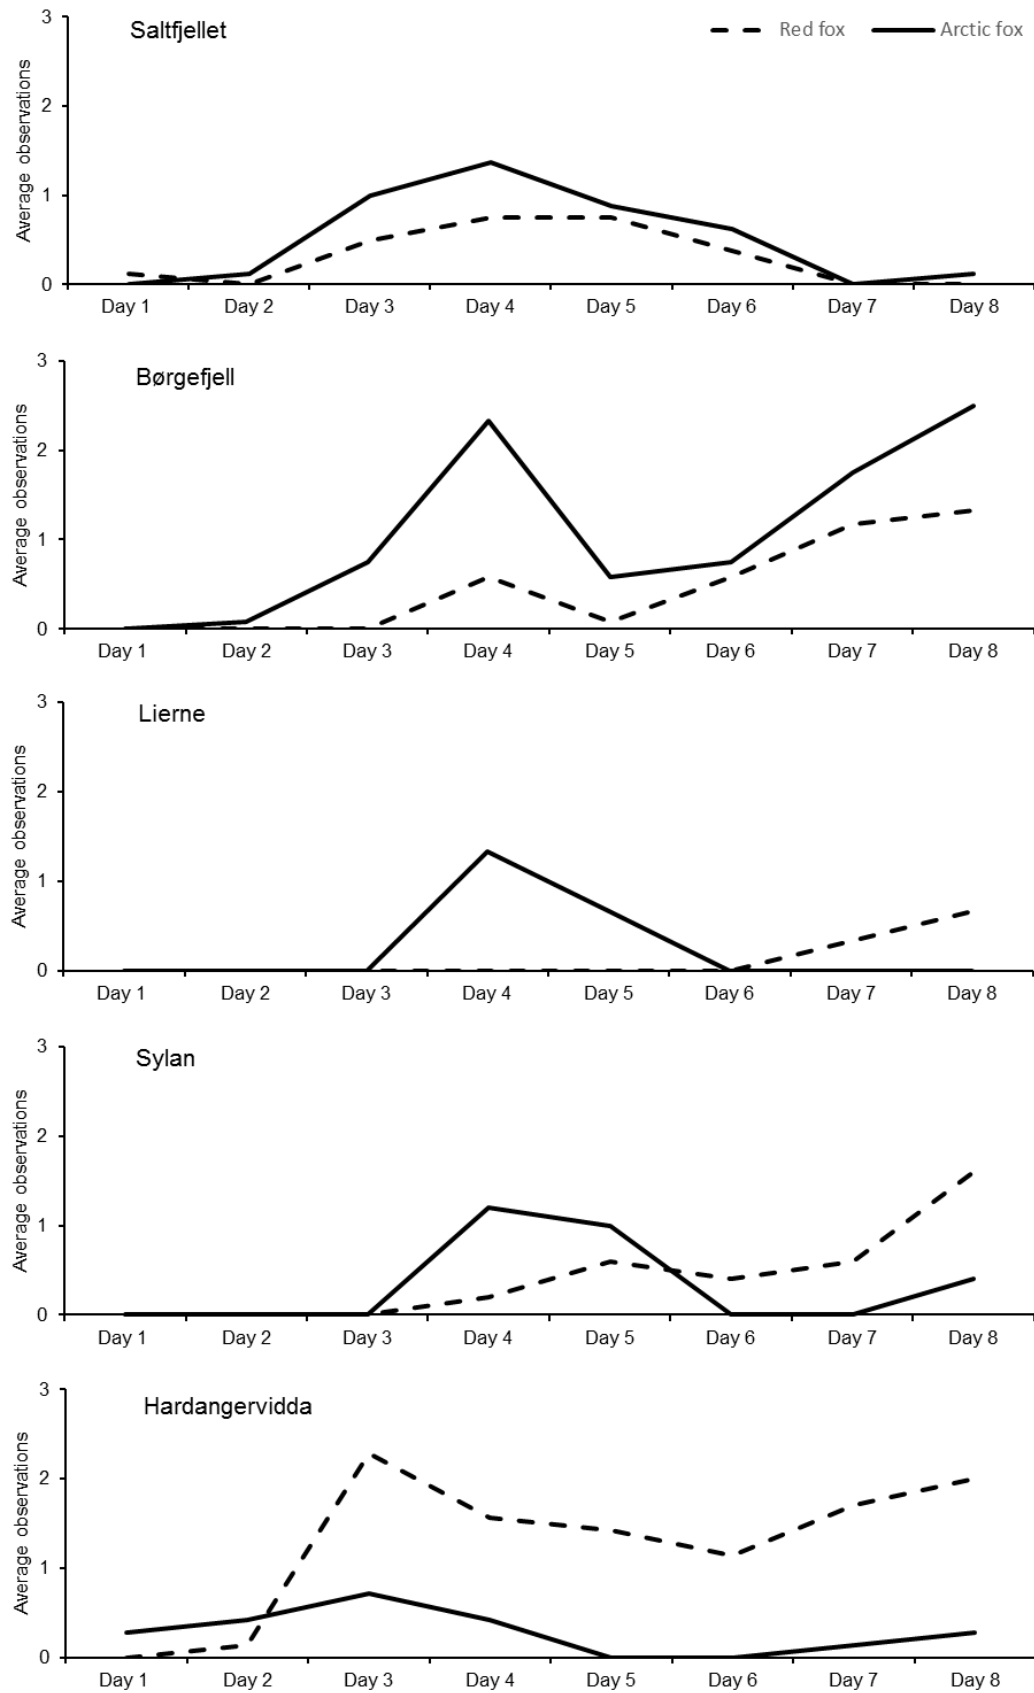 Saltfjellet
Red fox
Arctic fox
Average observations
3
2
1
0
Day 1 Day 2 Day 3 Day 4 Day 5 Day 6 Day 7 Day 8
Børgefjell
Average observations
3
2
1
0
Day 1 Day 2 Day 3 Day 4 Day 5 Day 6 Day 7 Day 8
Lierne
Average observations
3
2
1
0
Day 1 Day 2 Day 3 Day 4 Day 5 Day 6 Day 7 Day 8
Sylan
Average observations
3
2
1
0
Day 1 Day 2 Day 3 Day 4 Day 5 Day 6 Day 7 Day 8
Hardangervidda
Average observations
3
2
1
0
Day 1 Day 2 Day 3 Day 4 Day 5 Day 6 Day 7 Day 8